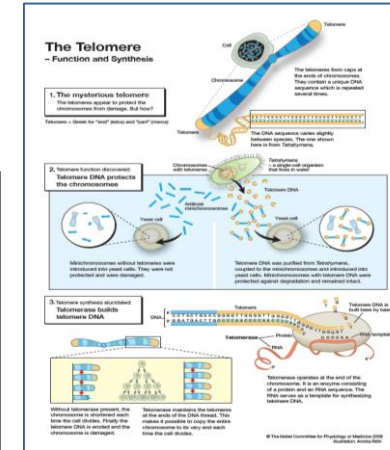 The Telomere
– Function and Synthesis
Telomere
Cell
Chromosome
The telomeres from caps at
the ends of chromosomes.
They contain a unique DNA
sequence which is repeated
several times.
1. The mysterious telomere
The telomeres appear to protect the
chromosomes from damage. But how?
Telomere
The DNA sequence varies slightly
between species. The one shown
here is from Tetrahymena.
2. Telomere function discovered:
Telomere DNA protects
the chromosomes
Chromosomes
with telomeres
Tetrahymena
– a single-cell organism
that lives in water
Telomere DNA
Artificial
minichromosomes
Yeast cell
Yeast cell
Minichromosomes without telomeres were
introduced into yeast cells. They were not
protected and were damaged.
Telomere DNA was purified from Tetrahymena,
coupled to the minichromosomes and introduced into
yeast cells. Minichromosomes with telomere DNA were
protected against degradation and remained intact.
3. Telomere synthesis elucidated:
Telomerase builds
telomere DNA
DNA
Telomere
Telomere DNA is
built base by base
Telomerase
Protein
RNA
RNA template
Without telomerase present, the
chromosome is shortened each
time the cell divides. Finally the
telomere DNA is eroded and the
chromosome is damaged.
Telomerase maintains the telomeres
at the ends of the DNA thread. This
makes it possible to copy the entire
chromosome to its very end each
time the cell divides.
Telomerase operates at the end of the
chromosome. It is an enzyme consisting
of a protein and an RNA sequence. The
RNA serves as a template for synthesizing
telomere DNA.
© The Nobel Committee for Physiology or Medicine 2009
Illustration: Annika Röhl